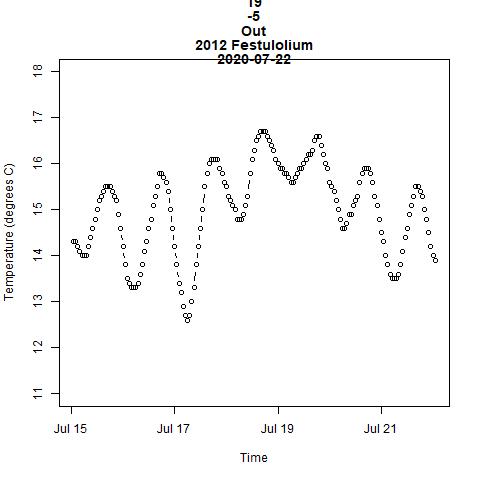 19
-5
Out
2012 Festulolium
2020-07-22
Temperature (degrees C)
18
17
16
15
14
13
12
11
Jul 15
Jul 17
Jul 19
Jul 21
Time